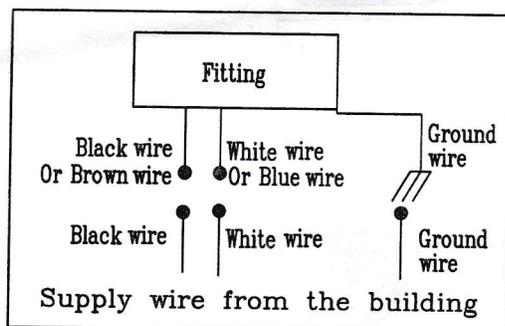 Fitting
Ground
wire
Black wire
Or Brown wire
White wire
Or Blue wire
Black wire
White wire
Ground
wire
Supply wire from the building